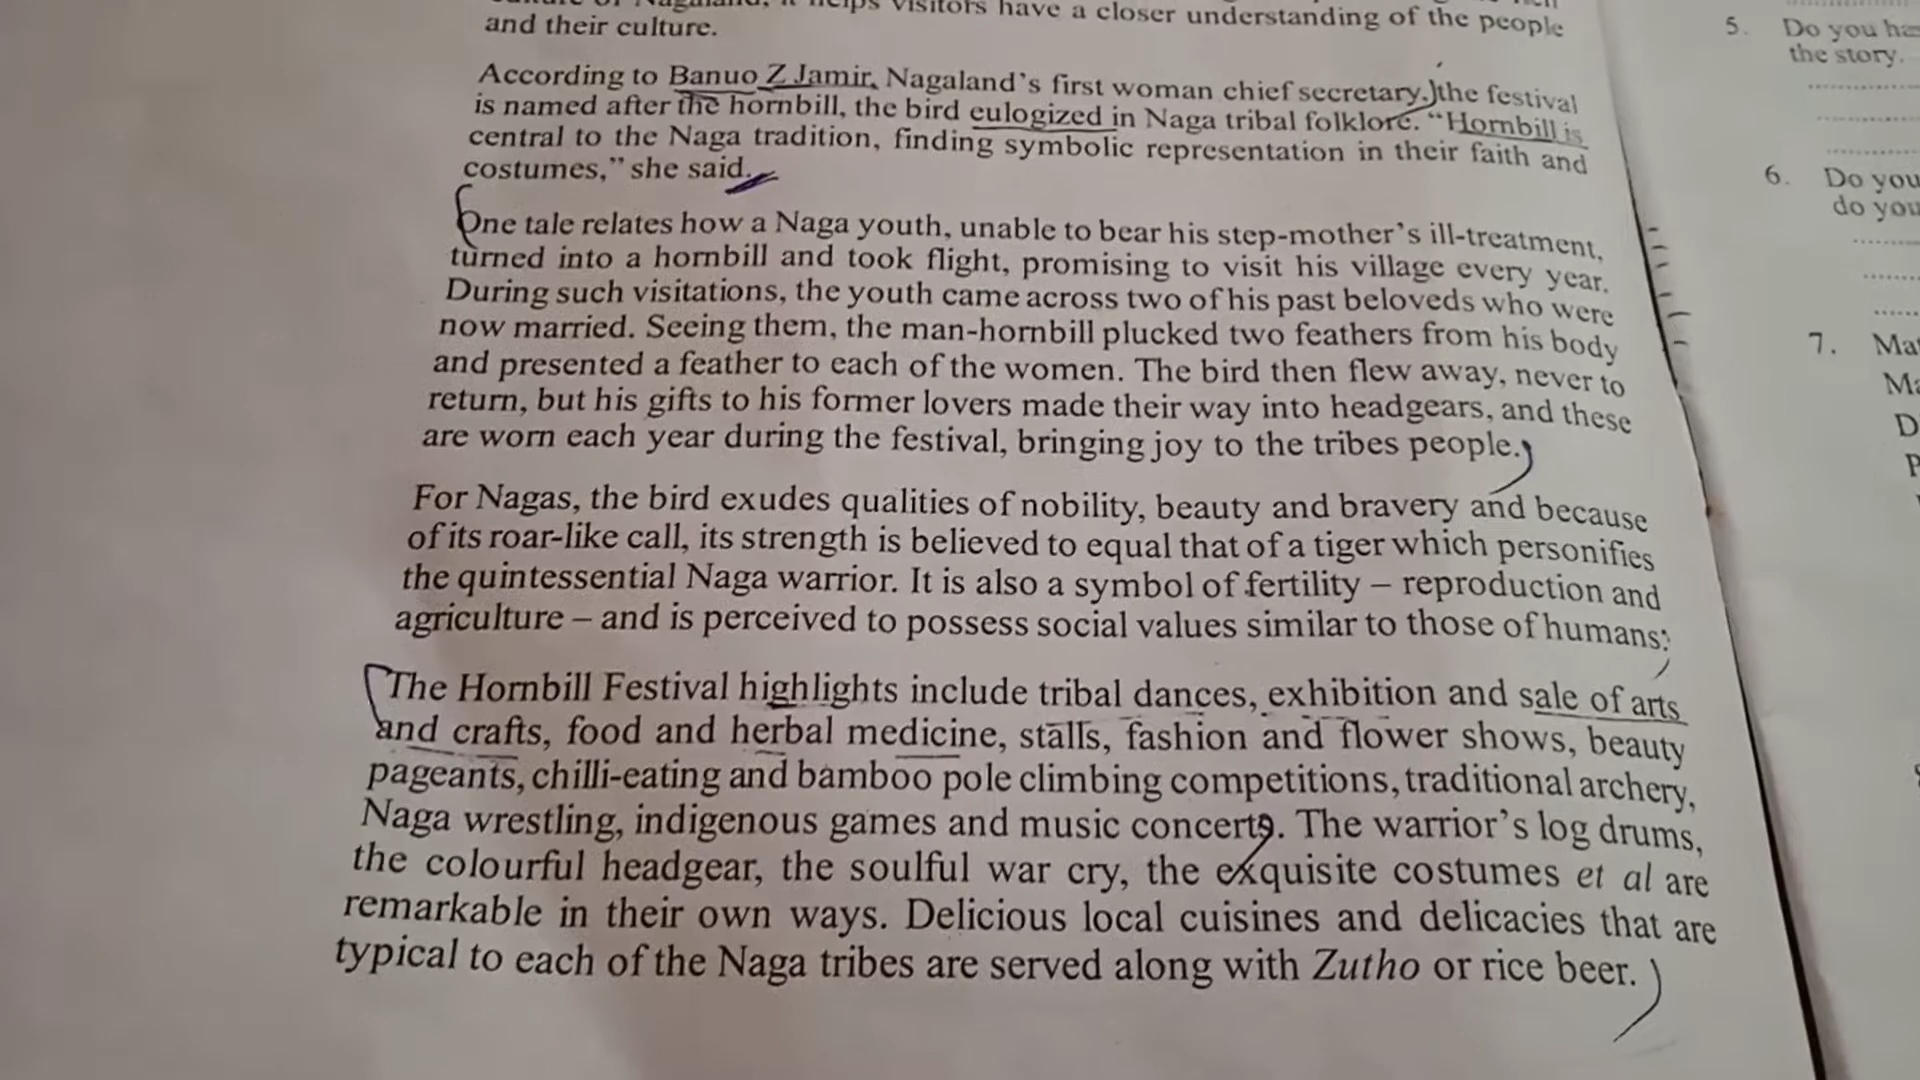 helps visitors have a closer understanding of the people
and their culture.
According to Banuo Z Jamir, Nagaland's first woman chief secretary, the festival
is named after the hornbill, the bird eulogized in Naga tribal folklore. "Hornbill is
central to the Naga tradition, finding symbolic representation in their faith and
costumes," she said.
One tale relates how a Naga youth, unable to bear his step-mother's ill-treatment,
turned into a hornbill and took flight, promising to visit his village every year.
During such visitations, the youth came across two of his past beloveds who were
now married. Seeing them, the man-hornbill plucked two feathers from his body
and presented a feather to each of the women. The bird then flew away, never to
return, but his gifts to his former lovers made their way into headgears, and these
are worn each year during the festival, bringing joy to the tribes people.
For Nagas, the bird exudes qualities of nobility, beauty and bravery and because
of its roar-like call, its strength is believed to equal that of a tiger which personifies
the quintessential Naga warrior. It is also a symbol of fertility – reproduction and
agriculture – and is perceived to possess social values similar to those of humans.
The Hornbill Festival highlights include tribal dances, exhibition and sale of arts
and crafts, food and herbal medicine, stalls, fashion and flower shows, beauty
pageants, chilli-eating and bamboo pole climbing competitions, traditional archery,
Naga wrestling, indigenous games and music concerts. The warrior's log drums,
the colourful headgear, the soulful war cry, the exquisite costumes et al are
remarkable in their own ways. Delicious local cuisines and delicacies that are
typical to each of the Naga tribes are served along with Zutho or rice beer.
5. Do you
the story.
6. Do you
do you
7.